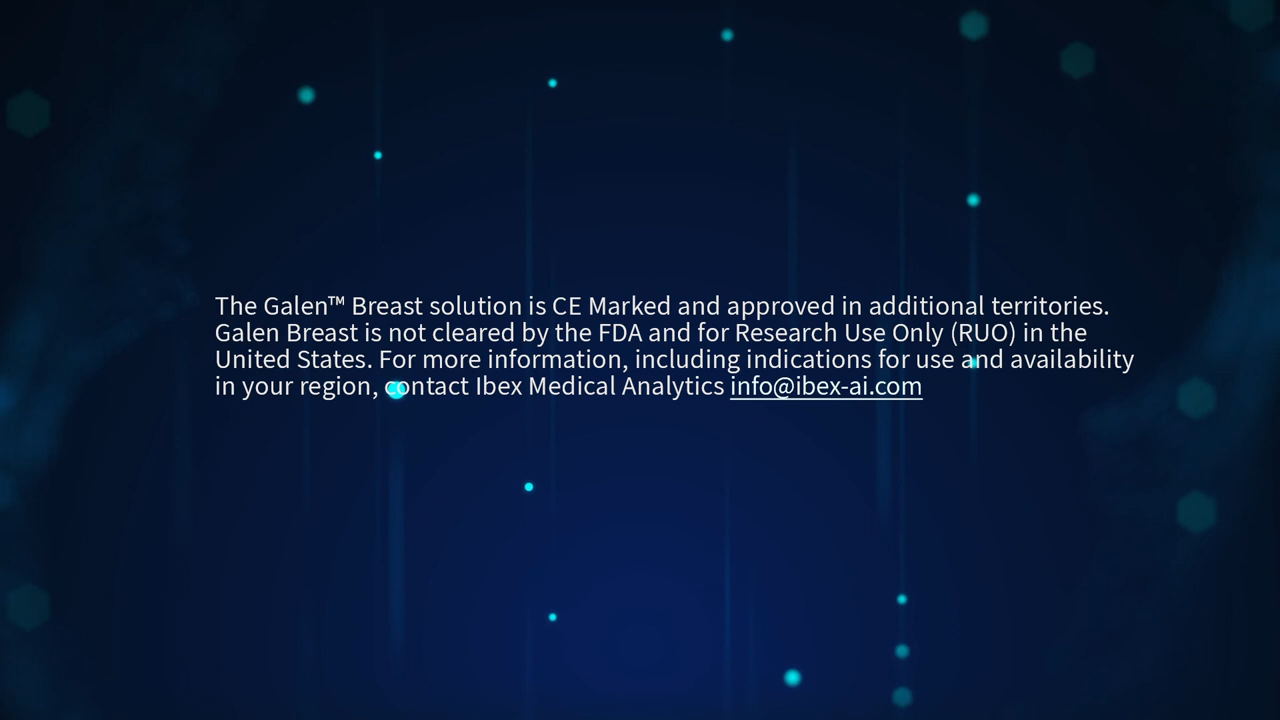 The Galen™ Breast solution is CE Marked and approved in additional territories.
Galen Breast is not cleared by the FDA and for Research Use Only (RUO) in the
United States. For more information, including indications for use and availability
in your region, contact Ibex Medical Analytics info@ibex-ai.com